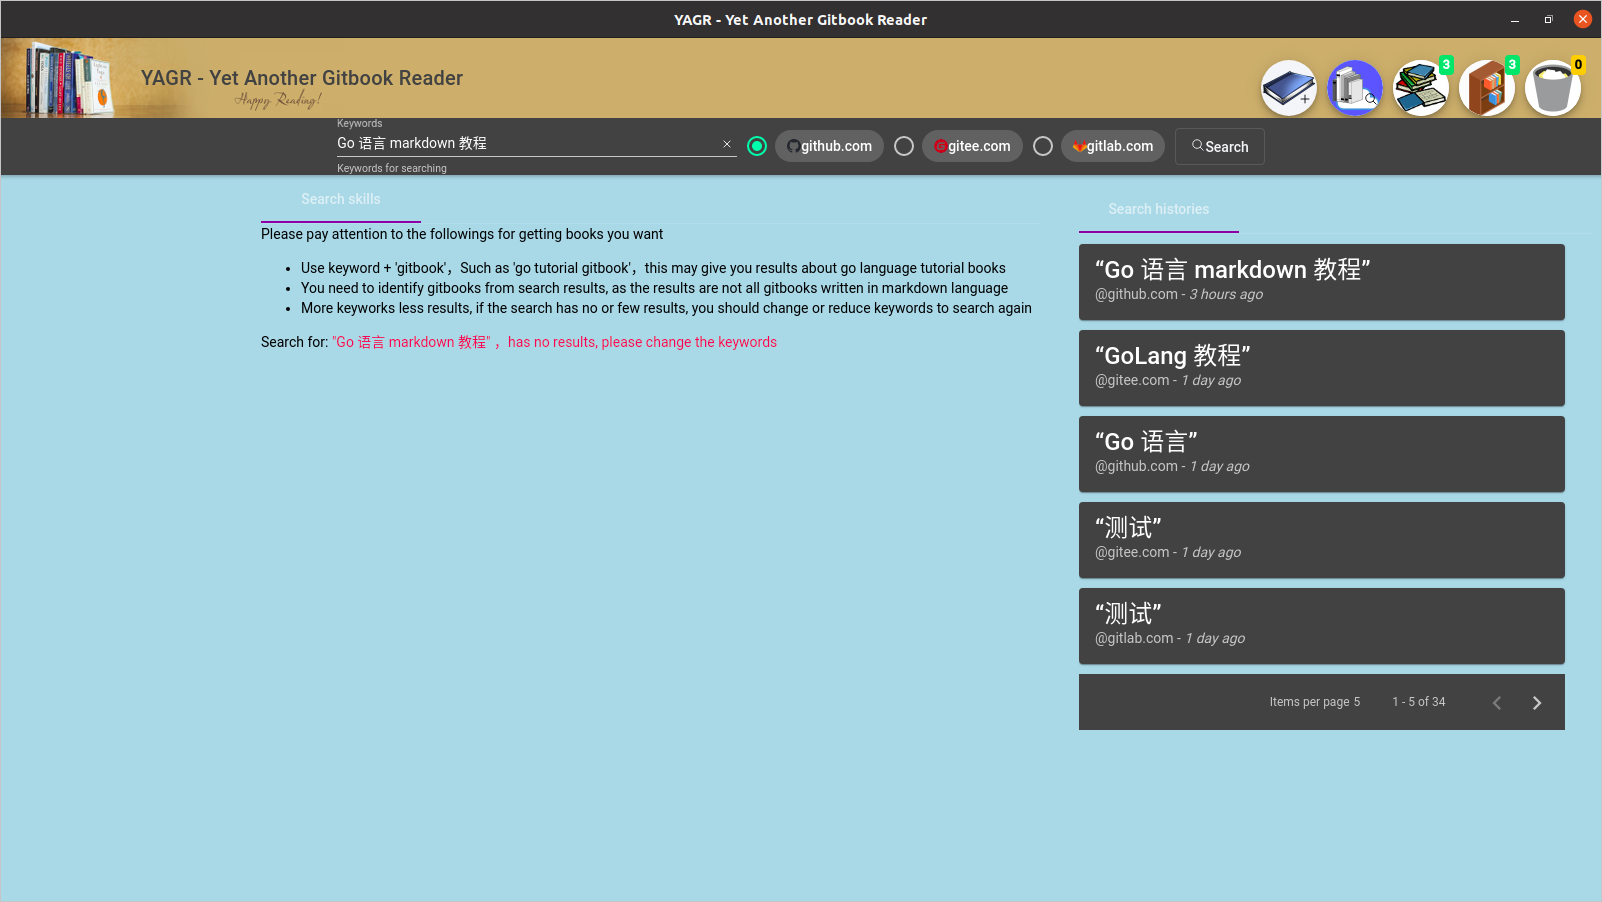 YAGR - Yet Another Gitbook Reader
YAGR - Yet Another Gitbook Reader
Happy Reading!
3
3
0
Keywords
Go 语言 markdown 教程
github.com
gitee.com
gitlab.com
Search
Keywords for searching
Search skills
Please pay attention to the followings for getting books you want
• Use keyword + 'gitbook'，Such as 'go tutorial gitbook'，this may give you results about go language tutorial books
• You need to identify gitbooks from search results, as the results are not all gitbooks written in markdown language
• More keyworks less results, if the search has no or few results, you should change or reduce keywords to search again
Search for: "Go 语言 markdown 教程" ，has no results, please change the keywords
Search histories
“Go 语言 markdown 教程”
@github.com - 3 hours ago
“GoLang 教程”
@gitee.com - 1 day ago
“Go 语言”
@github.com - 1 day ago
“测试”
@gitee.com - 1 day ago
“测试”
@gitlab.com - 1 day ago
Items per page 5
1 - 5 of 34